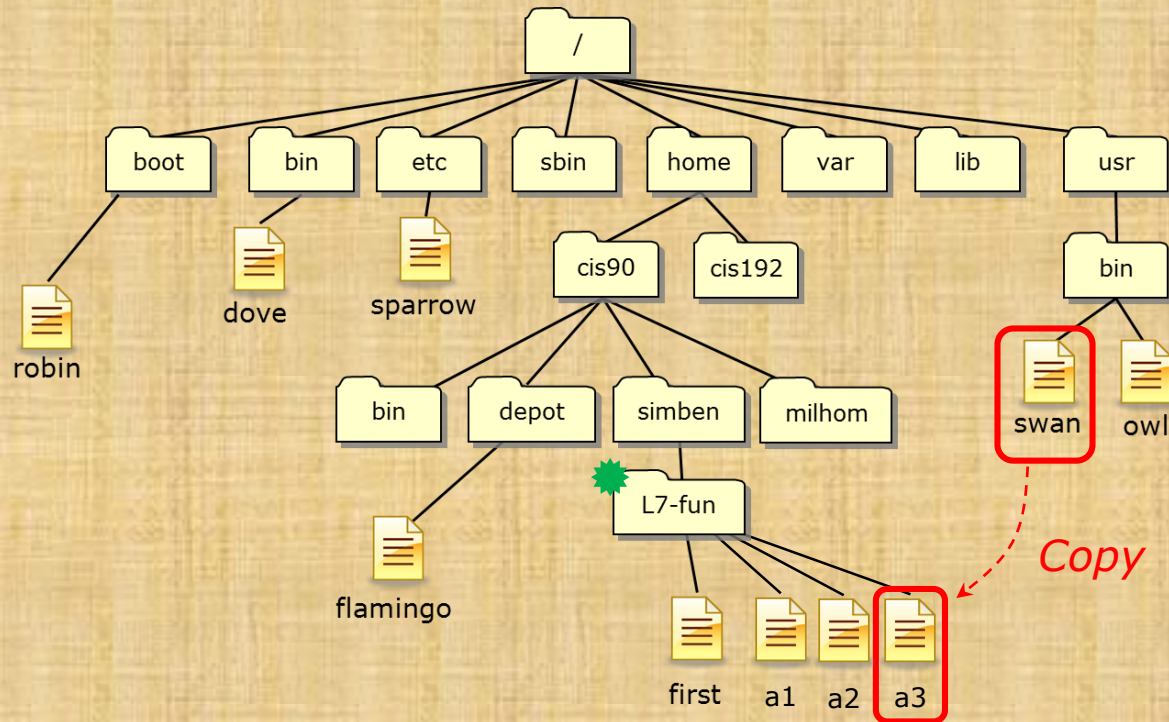 /
boot bin etc sbin home var lib usr
cis90 cis192 bin
dove sparrow
robin
bin depot simben milhom
swan owl
L7-fun
Copy
flamingo
first a1 a2 a3